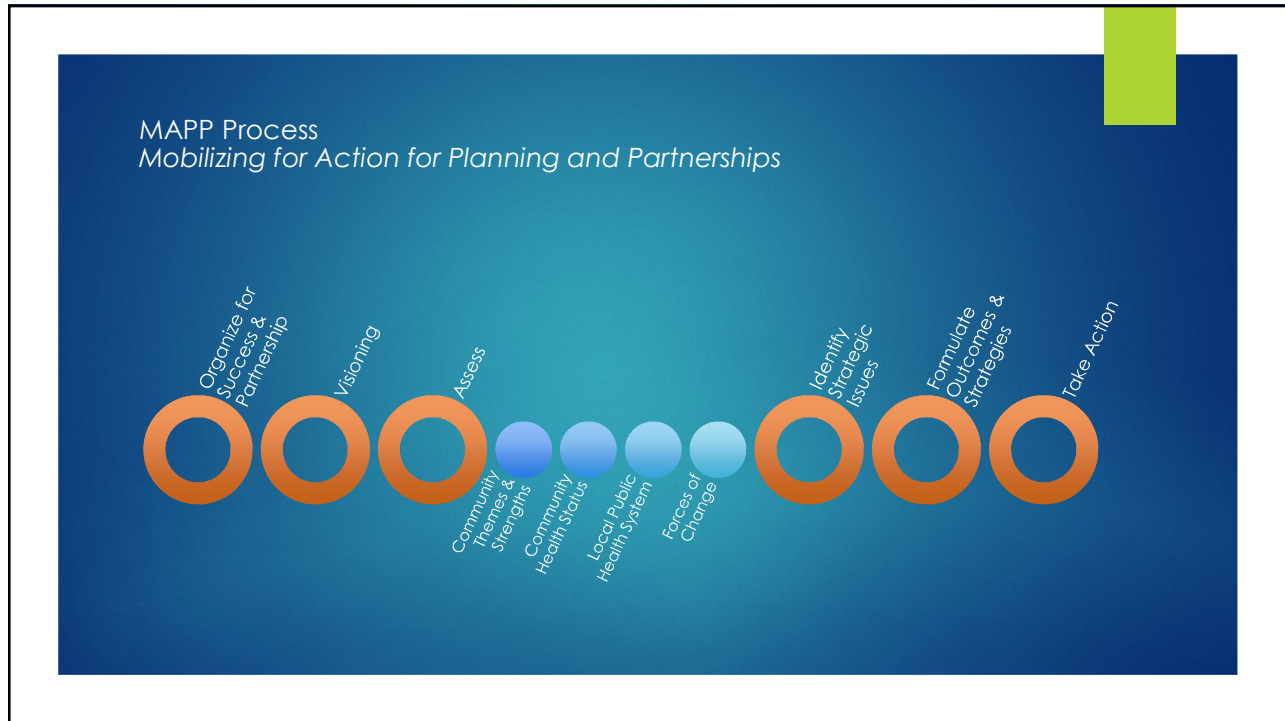 MAPP Process
Mobilizing for Action for Planning and Partnerships
Organize for
Success &
Partnership
Visioning
Assess
Community
Themes &
Strengths
Community
Health Status
Local Public
Health System
Forces of
Change
Identify
Strategic
Issues
Formulate
Outcomes &
Strategies
Take Action